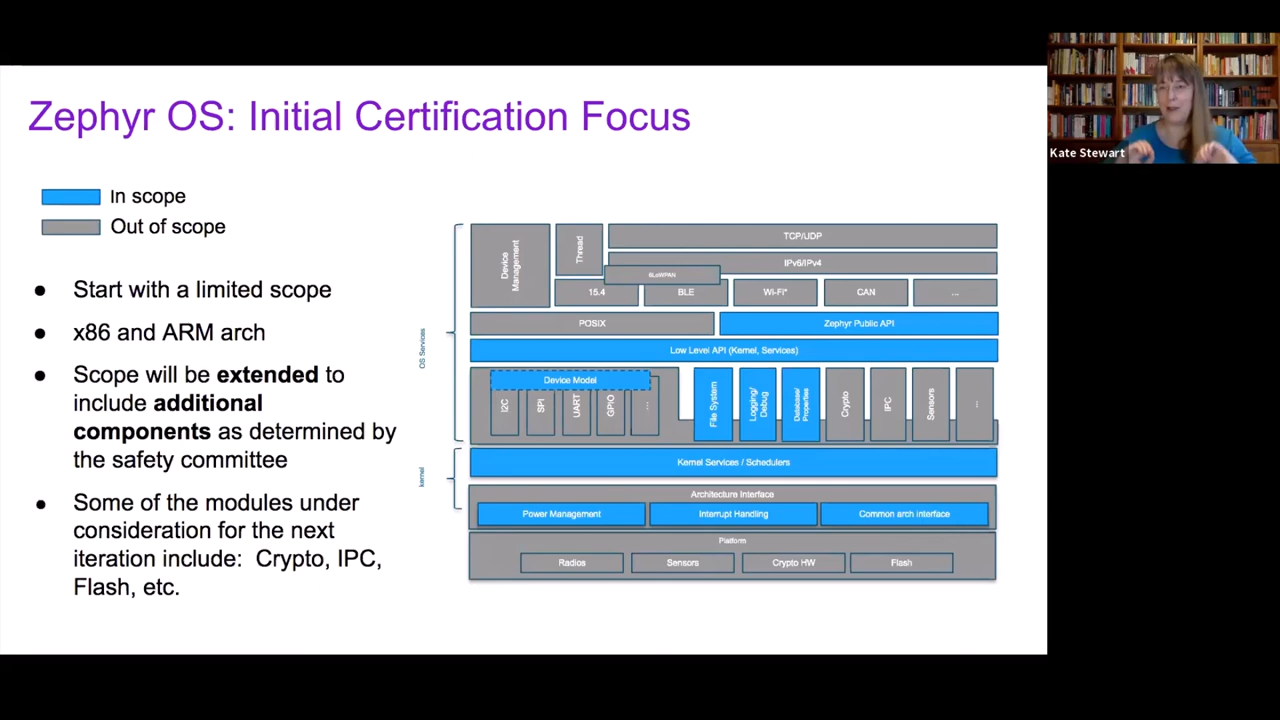 Zephyr OS: Initial Certification Focus
Kate Stewart
In scope
Out of scope
● Start with a limited scope
● x86 and ARM arch
● Scope will be extended to
include additional
components as determined by
the safety committee
● Some of the modules under
consideration for the next
iteration include: Crypto, IPC,
Flash, etc.
OS Services
kernel
Device
Management
Thread
TCP/UDP
IPv6/IPv4
6LoWPAN
15.4
BLE
Wi-Fi*
CAN
...
POSIX
Zephyr Public API
Low Level API (Kernel, Services)
Device Model
I2C
SPI
UART
GPIO
...
File System
Logging/
Debug
Database/
Properties
Crypto
IPC
Sensors
...
Kernel Services / Schedulers
Architecture Interface
Power Management
Interrupt Handling
Common arch interface
Platform
Radios
Sensors
Crypto HW
Flash